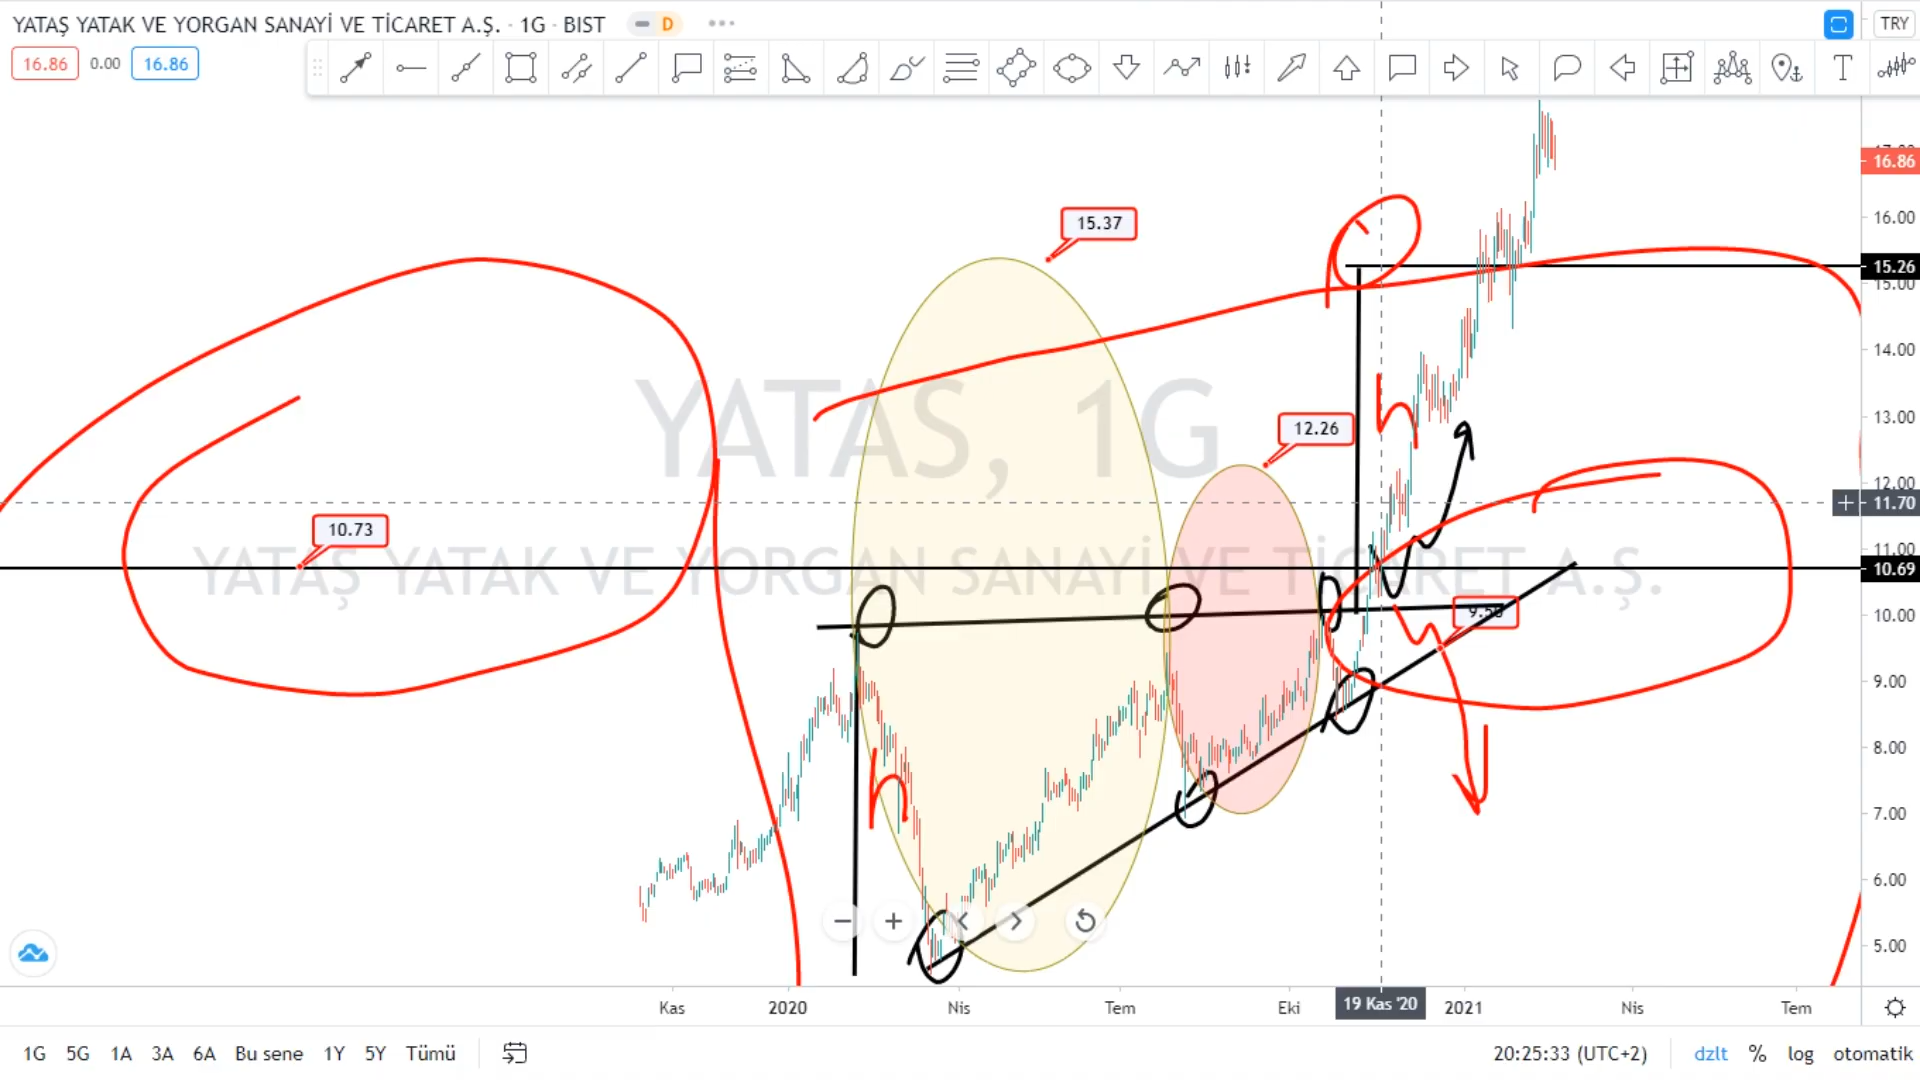 YATAŞ YATAK VE YORGAN SANAYİ VE TİCARET A.Ş. · 1G · BIST D
TRY
16.86 0.00 16.86
T
16.86
16.00
15.37
15.26
15.00
14.00
YATAS, 1G
h
13.00
12.26
12.00
11.70
10.73
11.00
YATAŞ YATAK VE YORGAN SANAYİ VE TİCARET A.Ş.
10.69
10.00
9.00
8.00
h
7.00
6.00
5.00
Kas 2020 Nis Tem Eki 19 Kas '20 2021 Nis Tem
1G 5G 1A 3A 6A Bu sene 1Y 5Y Tümü 20:25:33 (UTC+2) dzlt % log otomatik